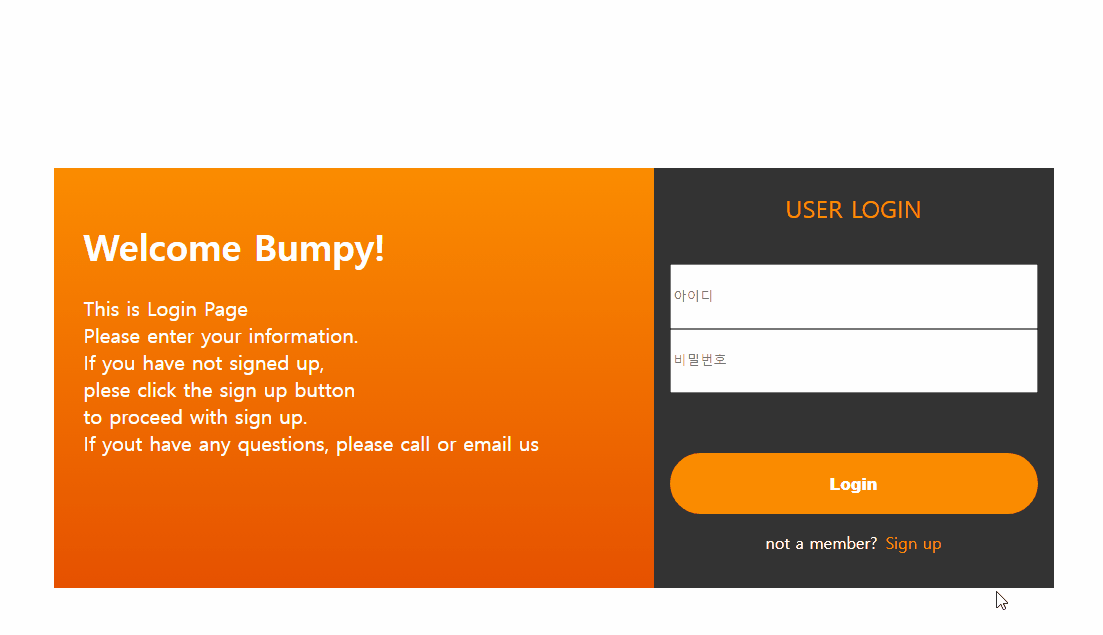 Welcome Bumpy!
This is Login Page
Please enter your information.
If you have not signed up,
plese click the sign up button
to proceed with sign up.
If yout have any questions, please call or email us
USER LOGIN
아이디
비밀번호
Login
not a member? Sign up